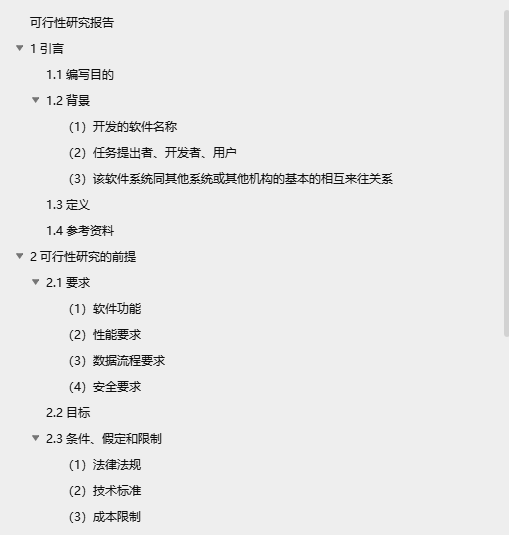 可行性研究报告
1 引言
1.1 编写目的
1.2 背景
（1）开发的软件名称
（2）任务提出者、开发者、用户
（3）该软件系统同其他系统或其他机构的基本的相互来往关系
1.3 定义
1.4 参考资料
2 可行性研究的前提
2.1 要求
（1）软件功能
（2）性能要求
（3）数据流程要求
（4）安全要求
2.2 目标
2.3 条件、假定和限制
（1）法律法规
（2）技术标准
（3）成本限制